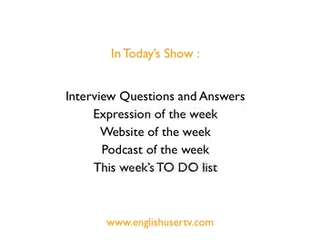 In Today's Show :
Interview Questions and Answers
Expression of the week
Website of the week
Podcast of the week
This week's TO DO list
www.englishusertv.com